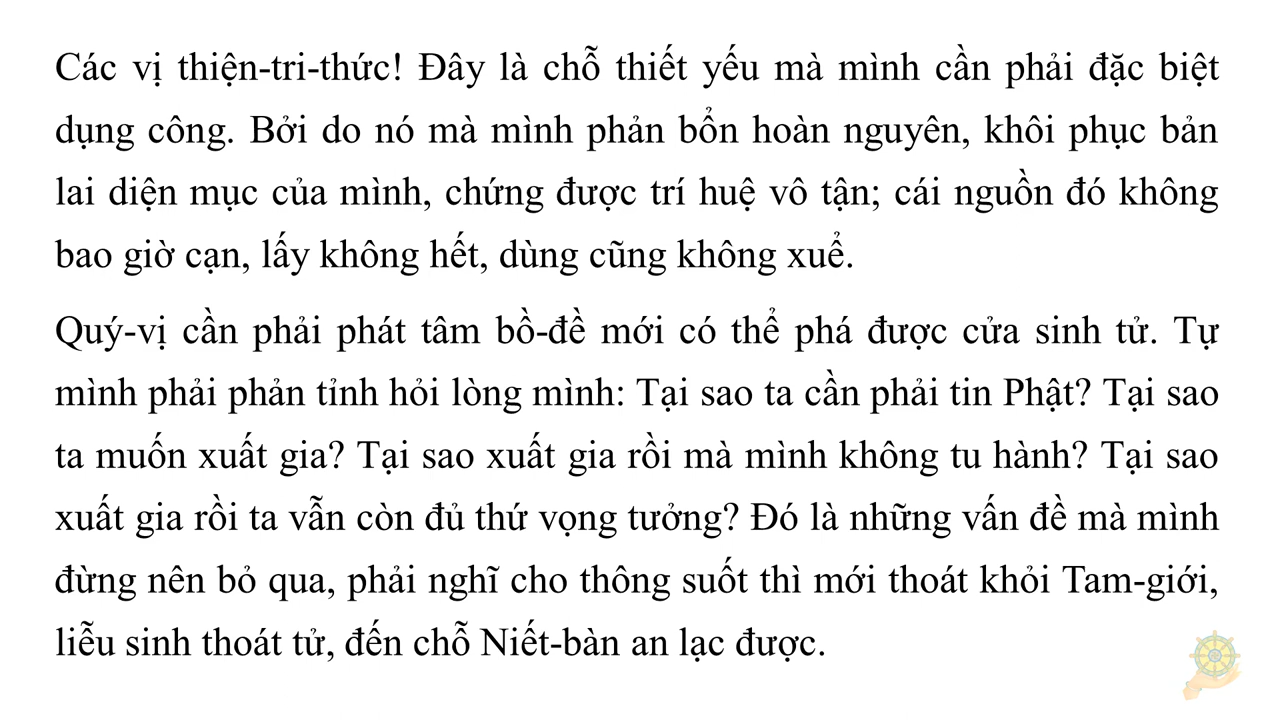 Các vị thiện-tri-thức! Đây là chỗ thiết yếu mà mình cần phải đặc biệt
dụng công. Bởi do nó mà mình phản bổn hoàn nguyên, khôi phục bản
lai diện mục của mình, chứng được trí huệ vô tận; cái nguồn đó không
bao giờ cạn, lấy không hết, dùng cũng không xuể.
Quý-vị cần phải phát tâm bồ-đề mới có thể phá được cửa sinh tử. Tự
mình phải phản tỉnh hỏi lòng mình: Tại sao ta cần phải tin Phật? Tại sao
ta muốn xuất gia? Tại sao xuất gia rồi mà mình không tu hành? Tại sao
xuất gia rồi ta vẫn còn đủ thứ vọng tưởng? Đó là những vấn đề mà mình
đừng nên bỏ qua, phải nghĩ cho thông suốt thì mới thoát khỏi Tam-giới,
liễu sinh thoát tử, đến chỗ Niết-bàn an lạc được.